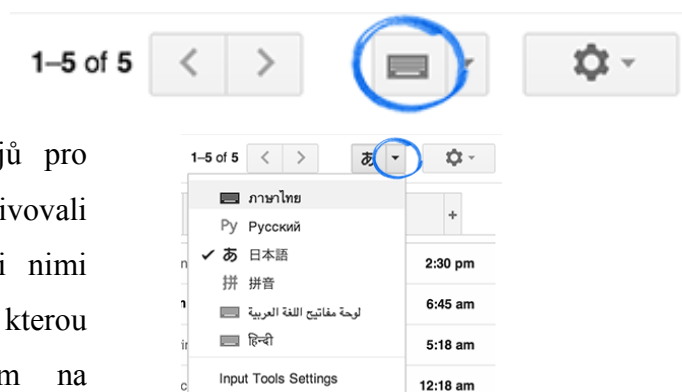 1–5 of 5
jů pro
ivovali
i nimi
kterou
m na
1–5 of 5 あ
ภาษาไทย
Ру Русский
✓ あ 日本語
拼 拼音
لوحة مفاتيح اللغة العربية
हिन्दी
Input Tools Settings
+
2:30 pm
6:45 am
5:18 am
12:18 am